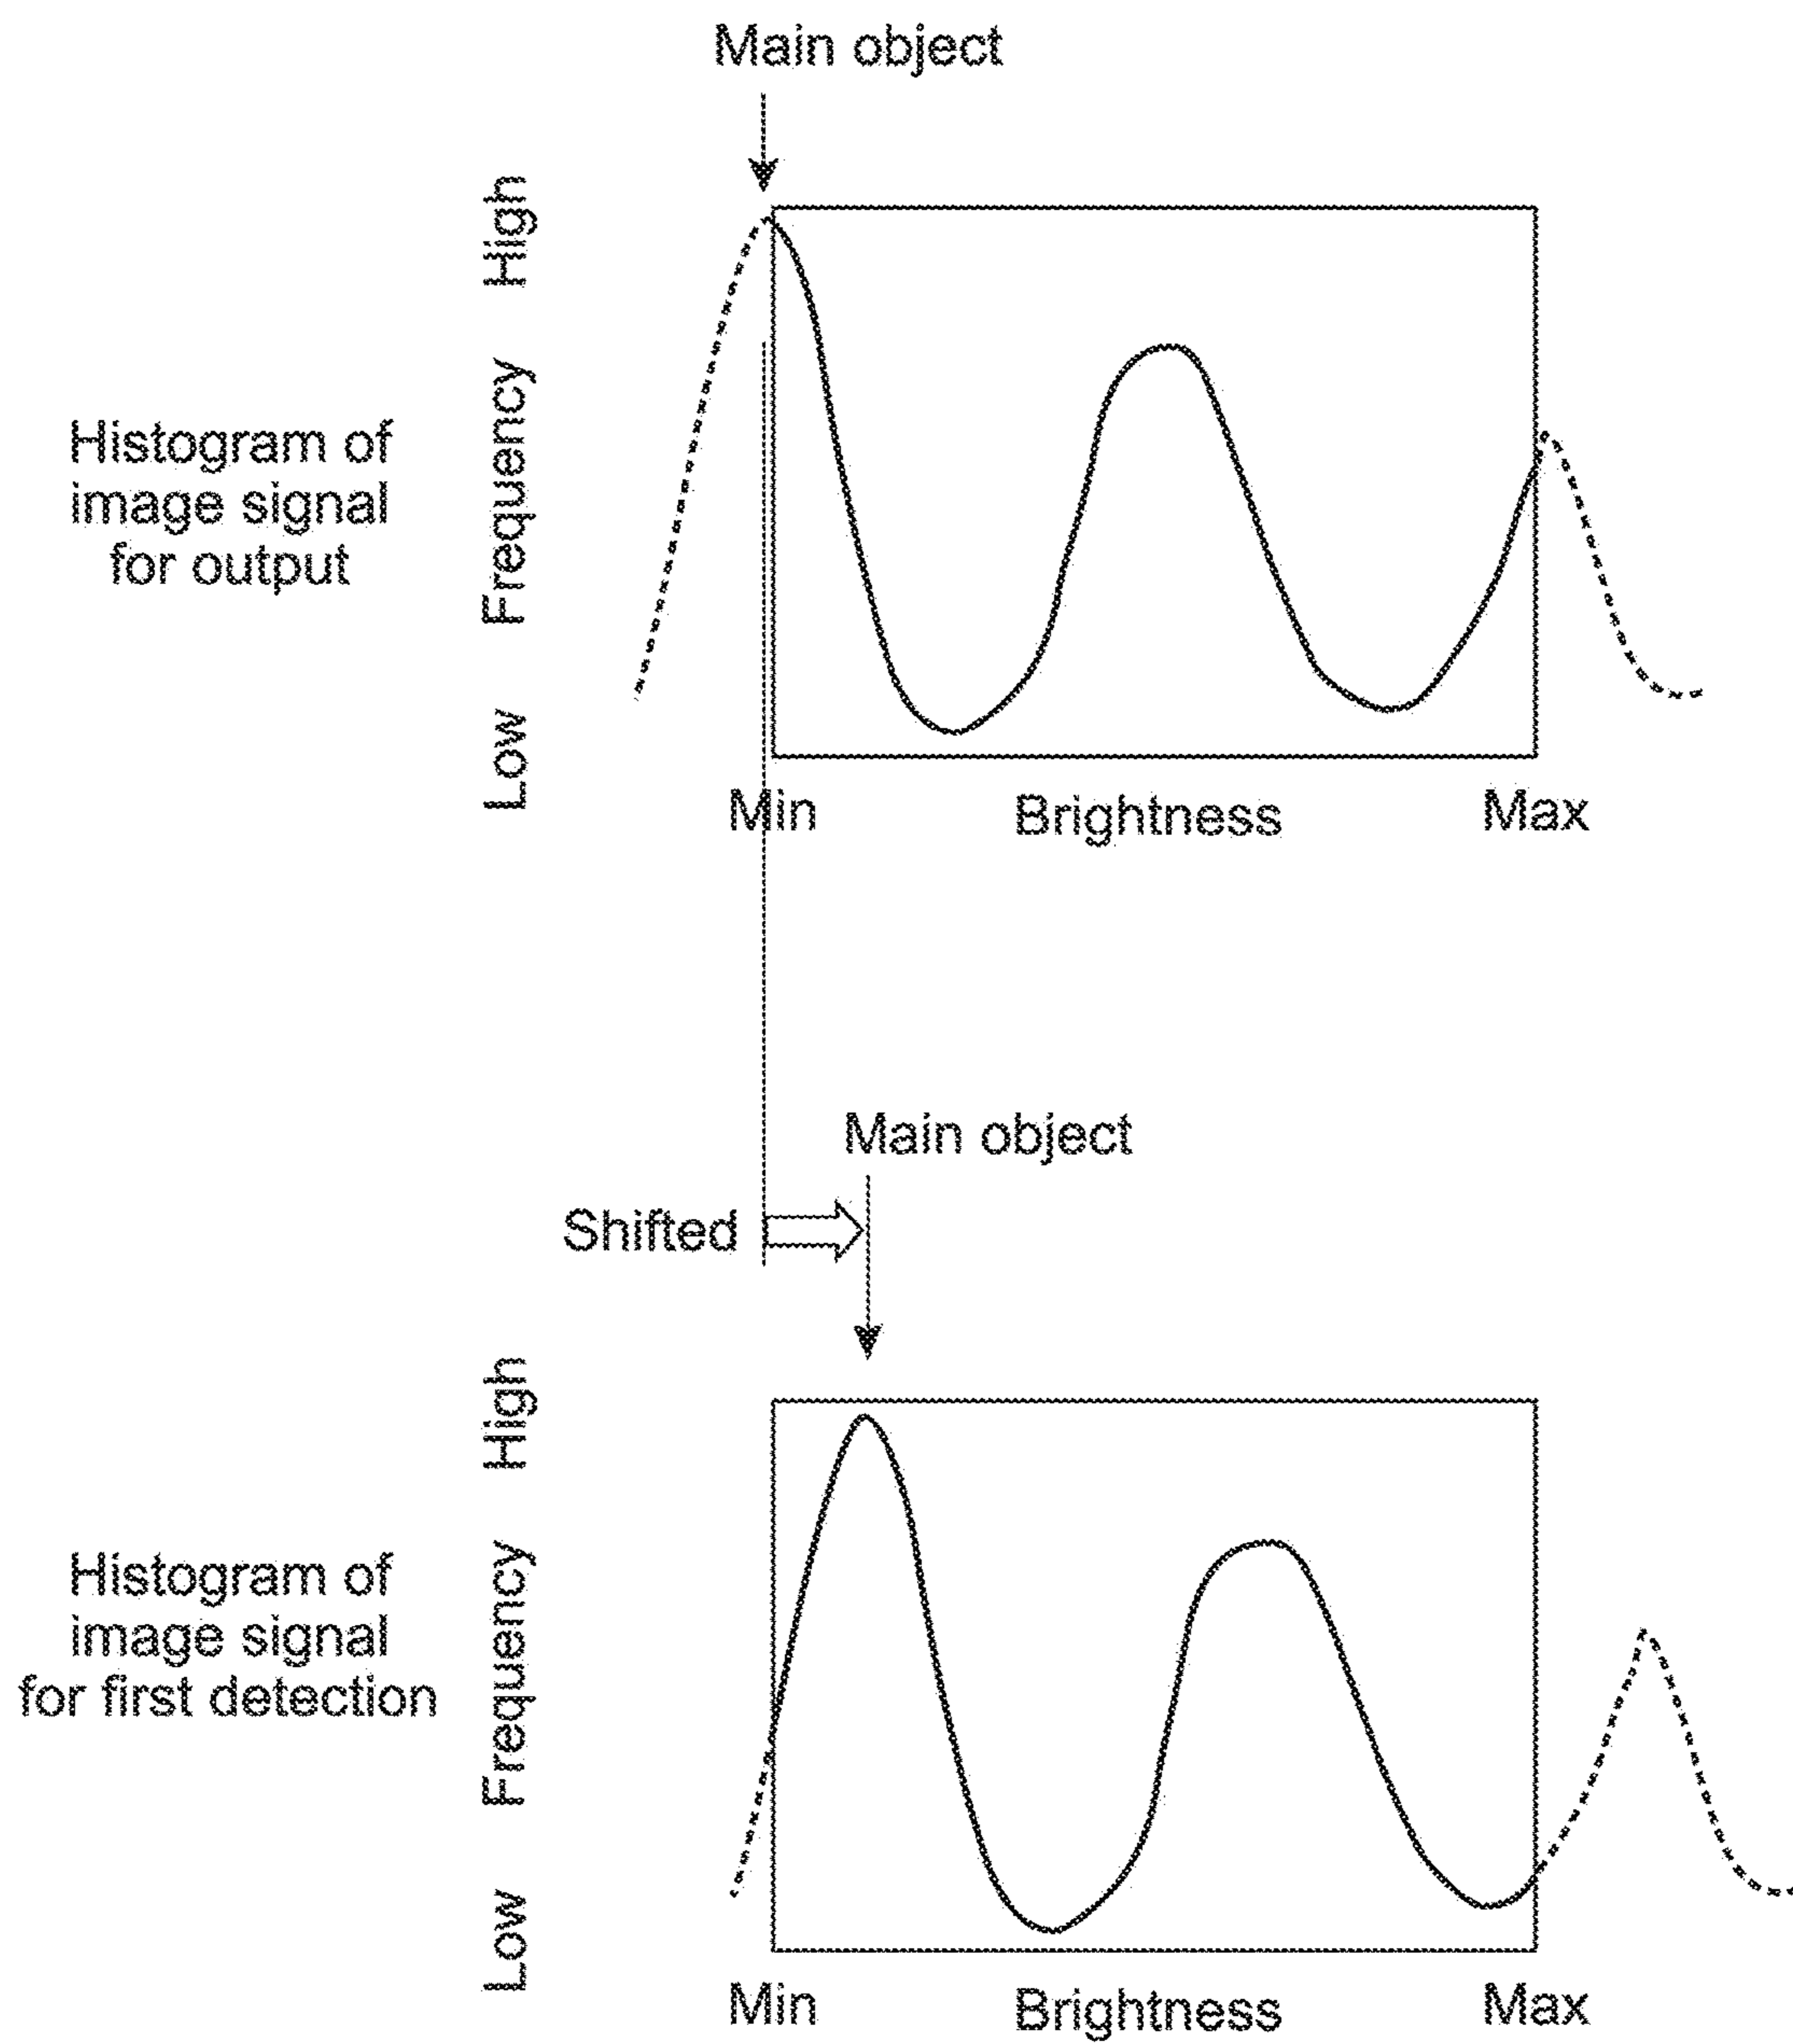 Main object
High
Frequency
Low
Histogram of
image signal
for output
Min Brightness Max
Main object
Shifted
High
Frequency
Low
Histogram of
image signal
for first detection
Min Brightness Max